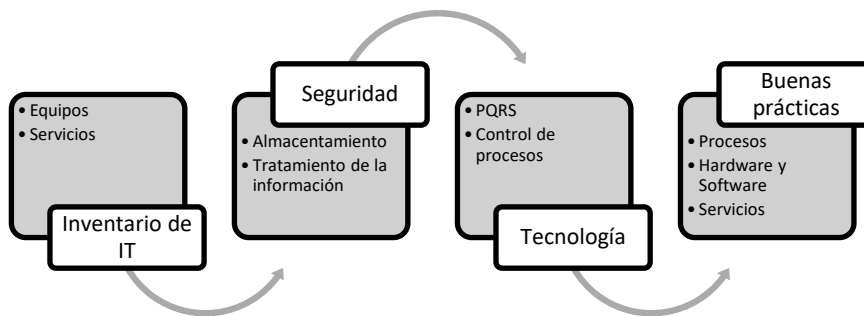 • Equipos
• Servicios
Inventario de
IT
Seguridad
• Almacentamiento
• Tratamiento de la
información
• PQRS
• Control de
procesos
Tecnología
Buenas
prácticas
• Procesos
• Hardware y
Software
• Servicios